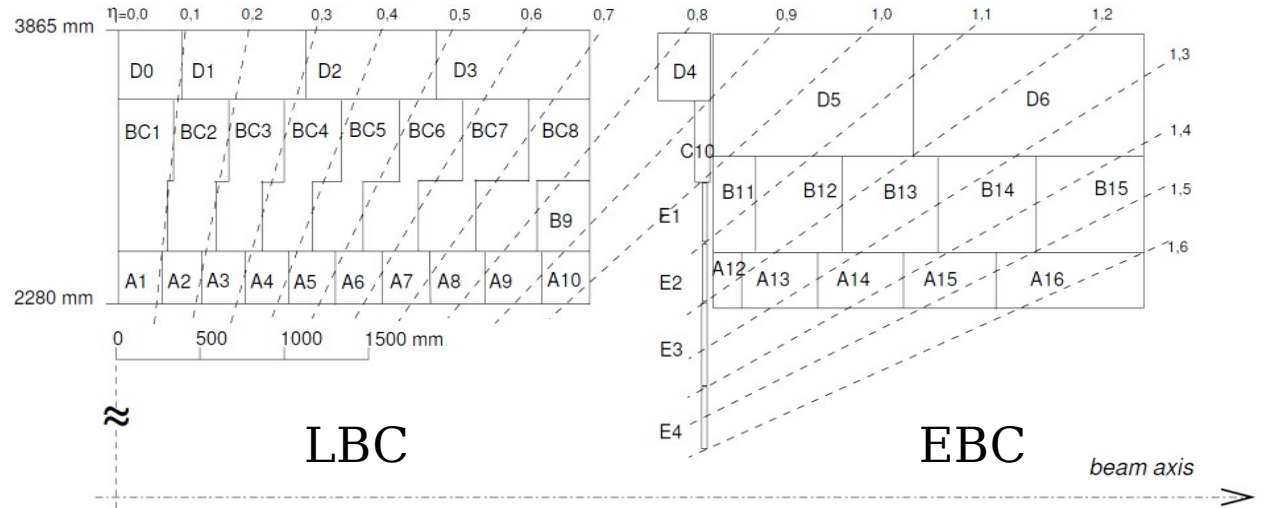 η=0,0 0,1 0,2 0,3 0,4 0,5 0,6 0,7 0,8 0,9 1,0 1,1 1,2
3865 mm
1,3
D0 D1 D2 D3 D4 D5 D6
BC1 BC2 BC3 BC4 BC5 BC6 BC7 BC8
1,4
C10
B11 B12 B13 B14 B15
1,5
B9
E1
1,6
A1 A2 A3 A4 A5 A6 A7 A8 A9 A10
E2
A12 A13 A14 A15 A16
2280 mm
0 500 1000 1500 mm
E3
≈
LBC
E4
EBC
beam axis